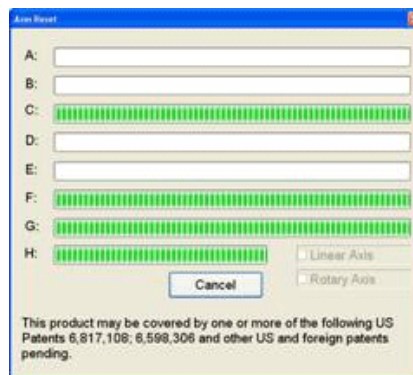 Arm Reset
A:
B:
C:
D:
E:
F:
G:
H:
Linear Axis
Cancel
Rotary Axis
This product may be covered by one or more of the following US
Patents 6,817,108; 6,598,306 and other US and foreign patents
pending.